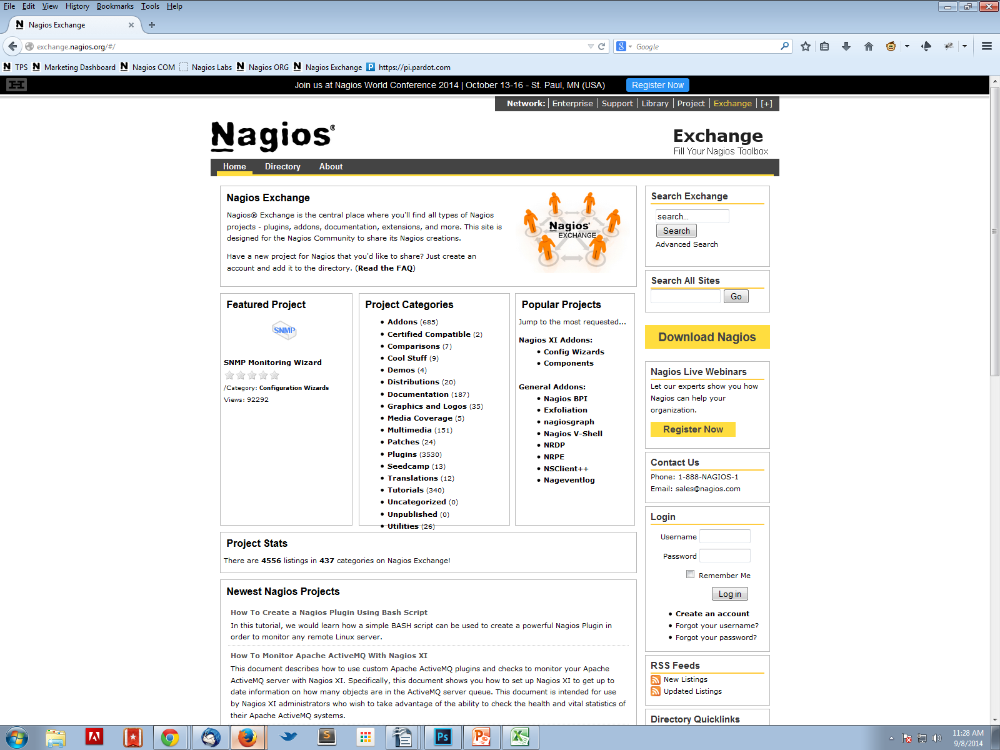 File Edit View History Bookmarks Tools Help
Nagios Exchange
exchange.nagios.org/#/
Google
TPS Marketing Dashboard Nagios COM Nagios Labs Nagios ORG Nagios Exchange https://pi.pardot.com
Join us at Nagios World Conference 2014 | October 13-16 - St. Paul, MN (USA) Register Now
Network: Enterprise Support Library Project Exchange [+]
Nagios®
Exchange
Fill Your Nagios Toolbox
Home Directory About
Nagios Exchange
Nagios® Exchange is the central place where you'll find all types of Nagios
projects - plugins, addons, documentation, extensions, and more. This site is
designed for the Nagios Community to share its Nagios creations.
Have a new project for Nagios that you'd like to share? Just create an
account and add it to the directory. (Read the FAQ)
Nagios®
EXCHANGE
Featured Project
SNMP
SNMP Monitoring Wizard
/Category: Configuration Wizards
Views: 92292
Project Categories
Addons (685)
Certified Compatible (2)
Comparisons (7)
Cool Stuff (9)
Demos (4)
Distributions (20)
Documentation (187)
Graphics and Logos (35)
Media Coverage (5)
Multimedia (151)
Patches (24)
Plugins (3530)
Seedcamp (13)
Translations (12)
Tutorials (340)
Uncategorized (0)
Unpublished (0)
Utilities (26)
Popular Projects
Jump to the most requested...
Nagios XI Addons:
Config Wizards
Components
General Addons:
Nagios BPI
Exfoliation
nagiosgraph
Nagios V-Shell
NRDP
NRPE
NSClient++
Nageventlog
Project Stats
There are 4556 listings in 437 categories on Nagios Exchange!
Newest Nagios Projects
How To Create a Nagios Plugin Using Bash Script
In this tutorial, we would learn how a simple BASH script can be used to create a powerful Nagios Plugin in
order to monitor any remote Linux server.
How To Monitor Apache ActiveMQ With Nagios XI
This document describes how to use custom Apache ActiveMQ plugins and checks to monitor your Apache
ActiveMQ server with Nagios XI. Specifically, this document shows you how to set up Nagios XI to get up to
date information on how many objects are in the ActiveMQ server queue. This document is intended for use
by Nagios XI administrators who wish to take advantage of the ability to check the health and vital statistics of
their Apache ActiveMQ systems.
Search Exchange
search...
Search
Advanced Search
Search All Sites
Go
Download Nagios
Nagios Live Webinars
Let our experts show you how
Nagios can help your
organization.
Register Now
Contact Us
Phone: 1-888-NAGIOS-1
Email: sales@nagios.com
Login
Username
Password
Remember Me
Log in
Create an account
Forgot your username?
Forgot your password?
RSS Feeds
New Listings
Updated Listings
Directory Quicklinks
11:28 AM
9/8/2014